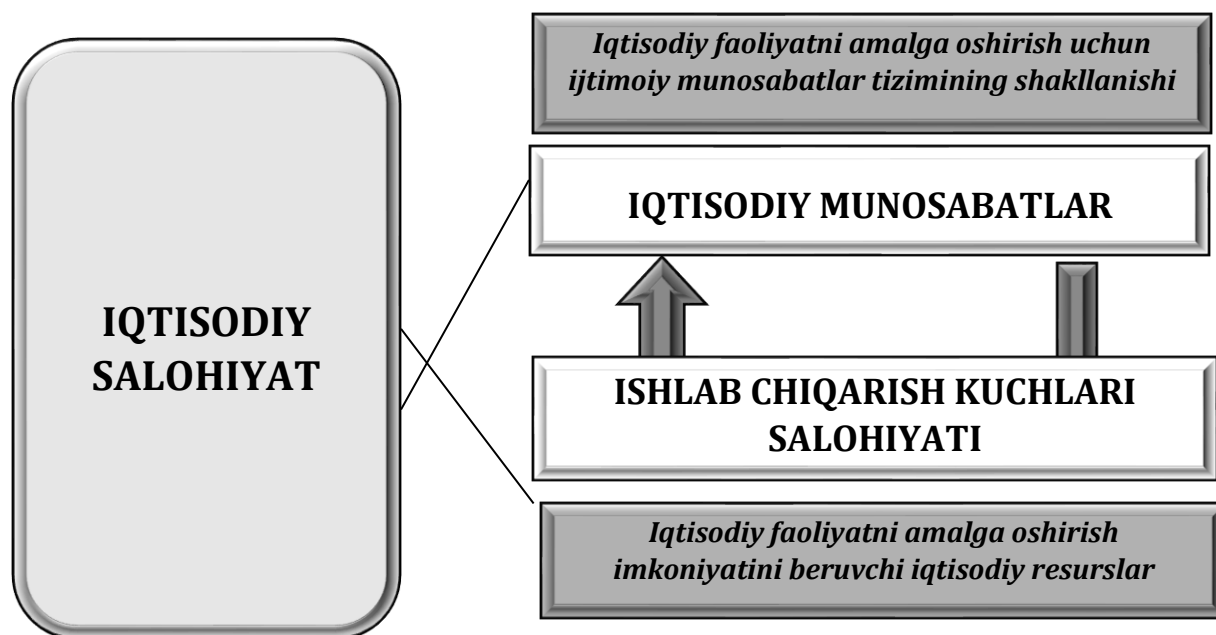 Iqtisodiy faoliyatni amalga oshirish uchun
ijtimoiy munosabatlar tizimining shakllanishi
IQTISODIY MUNOSABATLAR
IQTISODIY
SALOHIYAT
ISHLAB CHIQARISH KUCHLARI
SALOHIYATI
Iqtisodiy faoliyatni amalga oshirish
imkoniyatini beruvchi iqtisodiy resurslar